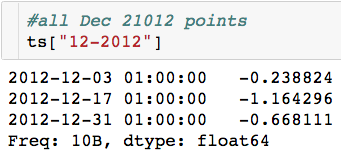 #all Dec 21012 points
ts["12-2012"]
2012-12-03 01:00:00   -0.238824
2012-12-17 01:00:00   -1.164296
2012-12-31 01:00:00   -0.668111
Freq: 10B, dtype: float64